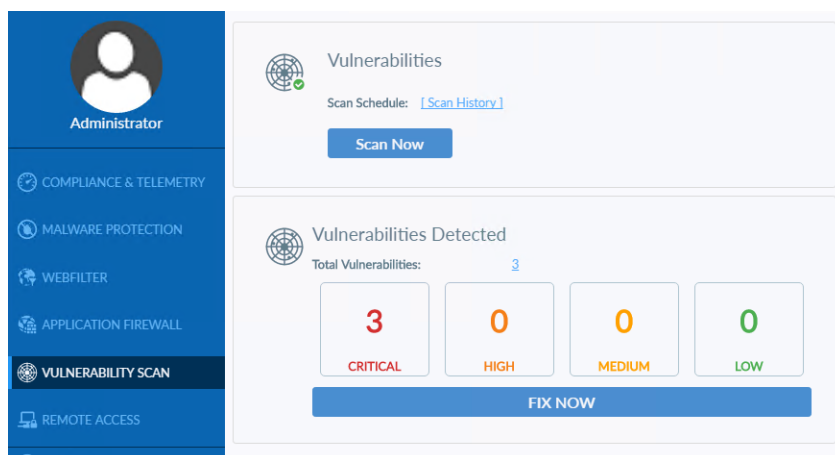 Administrator
COMPLIANCE & TELEMETRY
MALWARE PROTECTION
WEBFILTER
APPLICATION FIREWALL
VULNERABILITY SCAN
REMOTE ACCESS
Vulnerabilities
Scan Schedule: [ Scan History ]
Scan Now
Vulnerabilities Detected
Total Vulnerabilities: 3
3 0 0 0
CRITICAL HIGH MEDIUM LOW
FIX NOW